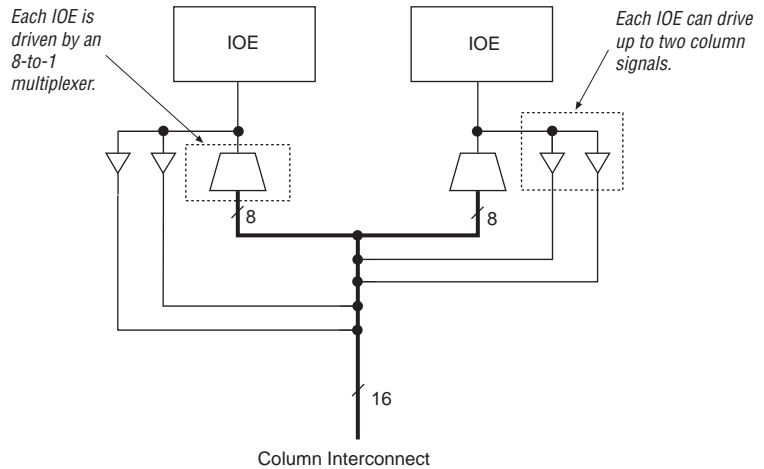 Each IOE is
driven by an
8-to-1
multiplexer.
IOE
IOE
Each IOE can drive
up to two column
signals.
8
8
16
Column Interconnect